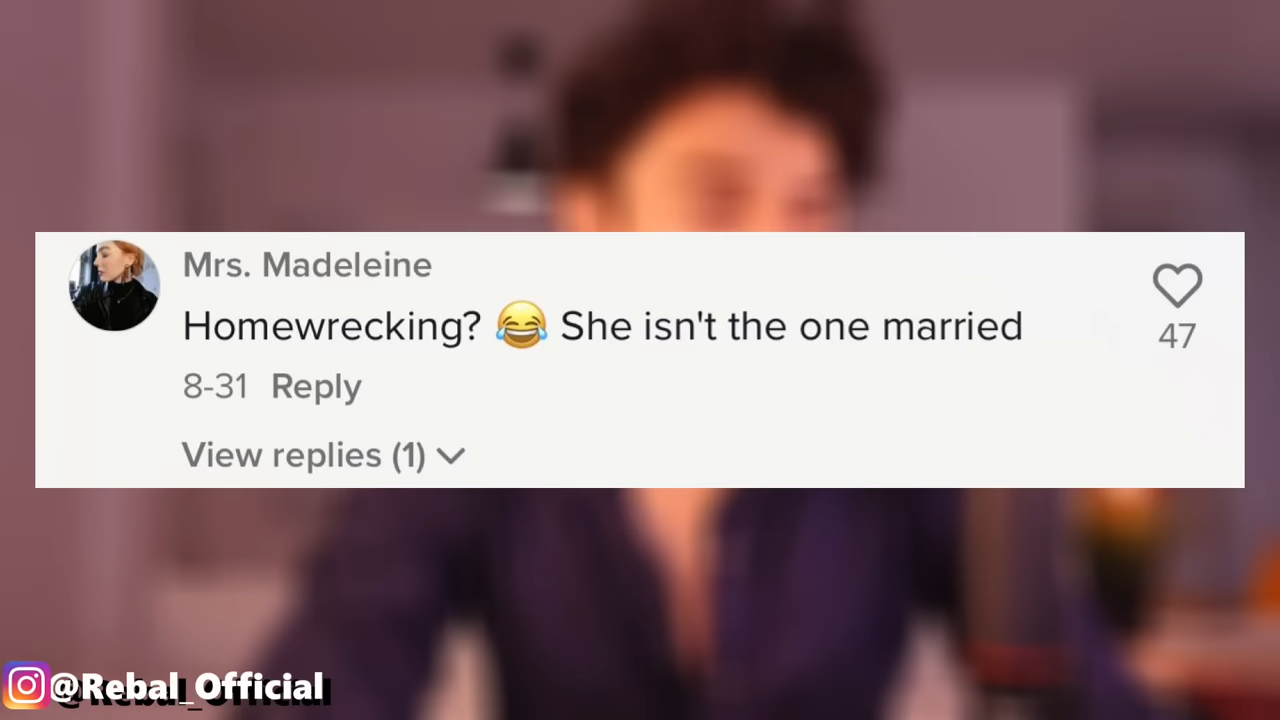 Mrs. Madeleine
Homewrecking? 😂 She isn't the one married
47
8-31 Reply
View replies (1)
@Rebal_Official